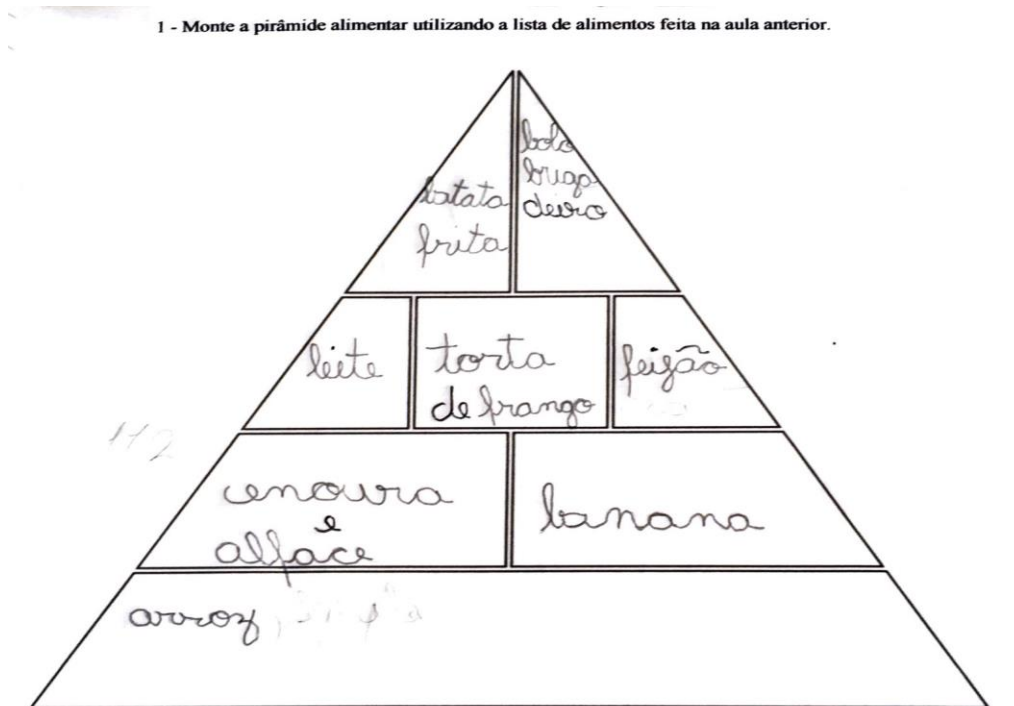 1 - Monte a pirâmide alimentar utilizando a lista de alimentos feita na aula anterior.
batata
frita
bolo
briga
deiro
leite
torta
de frango
feijão
cenoura
e
alface
banana
arroz